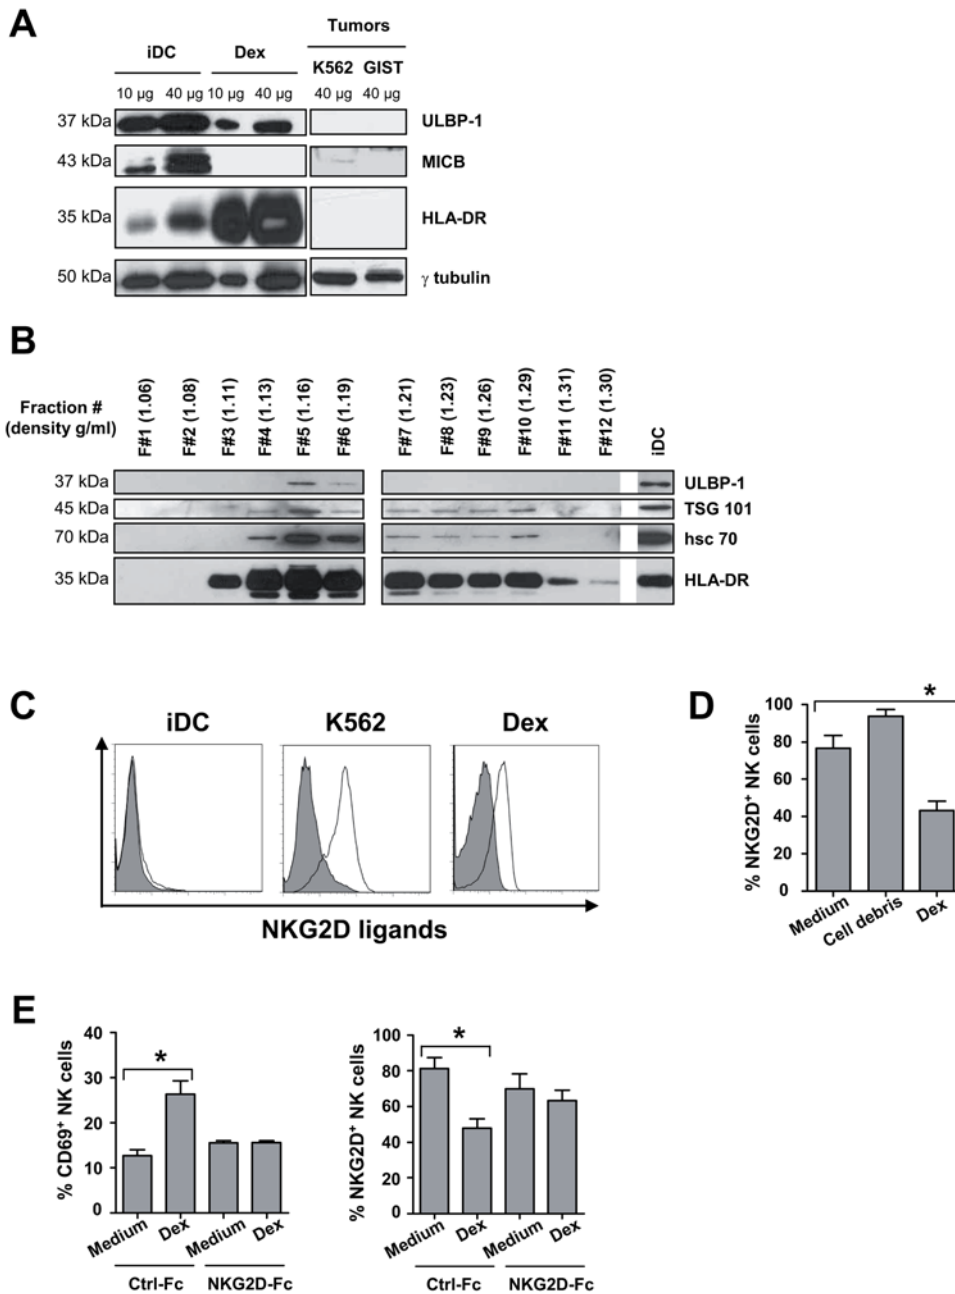 A
Tumors
iDC
Dex
K562 GIST
10 µg 40 µg 10 µg 40 µg 40 µg 40 µg
37 kDa ULBP-1
43 kDa MICB
35 kDa HLA-DR
50 kDa γ tubulin
B
Fraction #
(density g/ml)
F#1 (1.06)
F#2 (1.08)
F#3 (1.11)
F#4 (1.13)
F#5 (1.16)
F#6 (1.19)
F#7 (1.21)
F#8 (1.23)
F#9 (1.26)
F#10 (1.29)
F#11 (1.31)
F#12 (1.30)
iDC
37 kDa ULBP-1
45 kDa TSG 101
70 kDa hsc 70
35 kDa HLA-DR
C
iDC K562 Dex
NKG2D ligands
D
*
% NKG2D⁺ NK cells
100
80
60
40
20
0
Medium
Cell debris
Dex
E
% CD69⁺ NK cells
40
30
20
10
0
*
Medium
Dex
Medium
Dex
Ctrl-Fc NKG2D-Fc
% NKG2D⁺ NK cells
100
80
60
40
20
0
*
Medium
Dex
Medium
Dex
Ctrl-Fc NKG2D-Fc